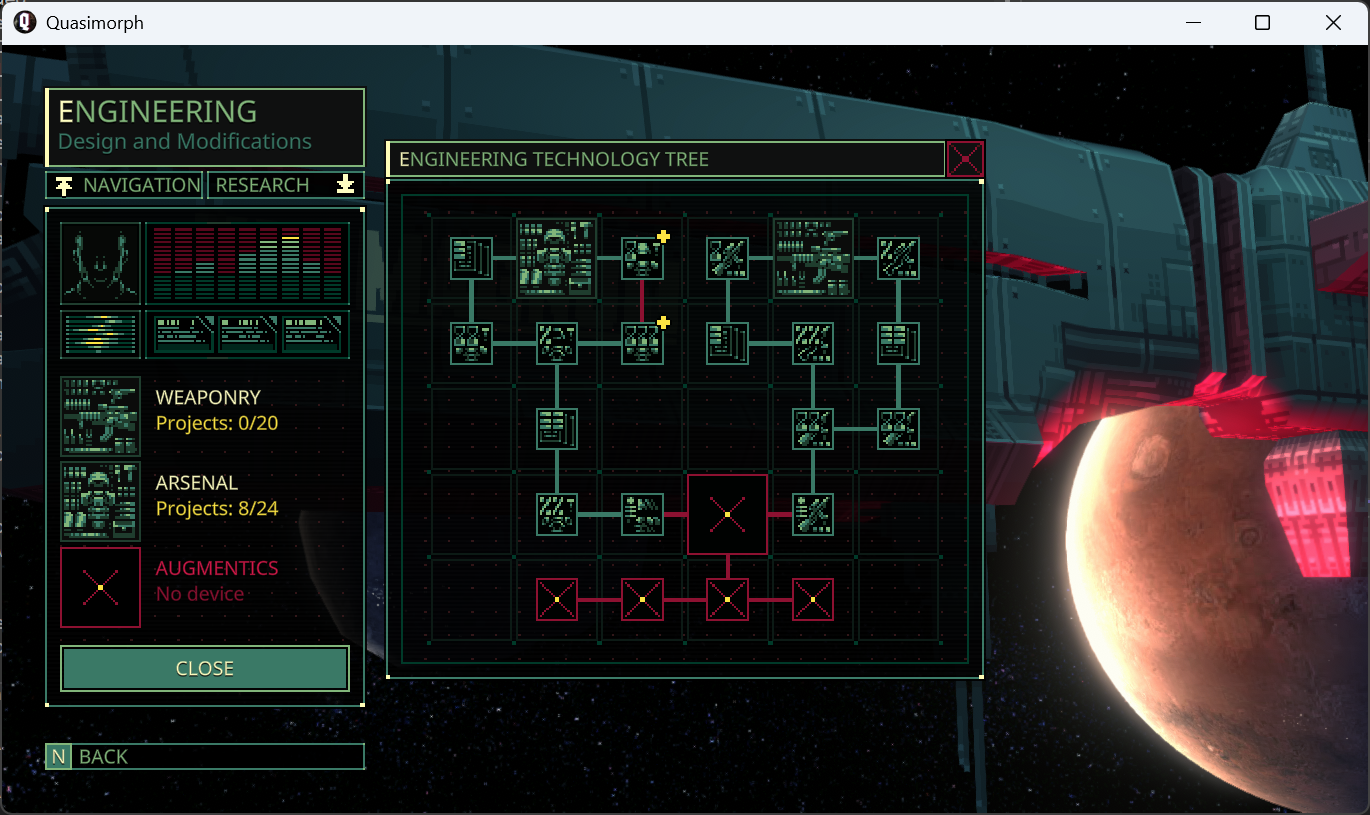 Quasimorph
ENGINEERING
Design and Modifications
NAVIGATION
RESEARCH
ENGINEERING TECHNOLOGY TREE
WEAPONRY
Projects: 0/20
ARSENAL
Projects: 8/24
AUGMENTICS
No device
CLOSE
N BACK